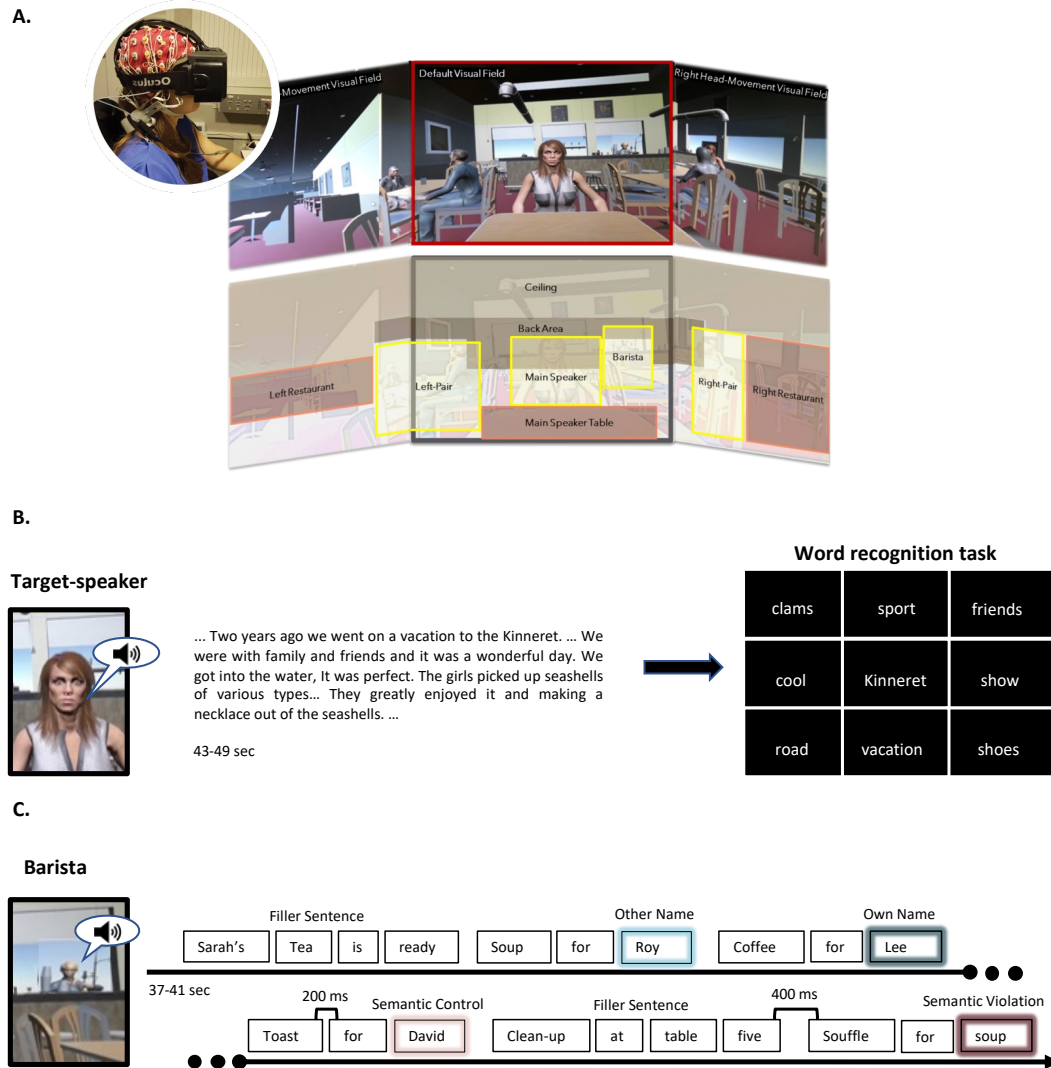 A.
Oculus
-Movement Visual Field
Default Visual Field
Right Head-Movement Visual Field
Ceiling
Back Area
Barista
Main Speaker
Left-Pair
Right-Pair
Left Restaurant
Right Restaurant
Main Speaker Table
B.
Word recognition task
Target-speaker
clams sport friends
... Two years ago we went on a vacation to the Kinneret. ... We
were with family and friends and it was a wonderful day. We
got into the water, It was perfect. The girls picked up seashells
of various types... They greatly enjoyed it and making a
necklace out of the seashells. ...
cool Kinneret show
43-49 sec
road vacation shoes
C.
Barista
Filler Sentence Other Name Own Name
Sarah's Tea is ready Soup for Roy Coffee for Lee
37-41 sec
200 ms Semantic Control Filler Sentence 400 ms Semantic Violation
Toast for David Clean-up at table five Souffle for soup